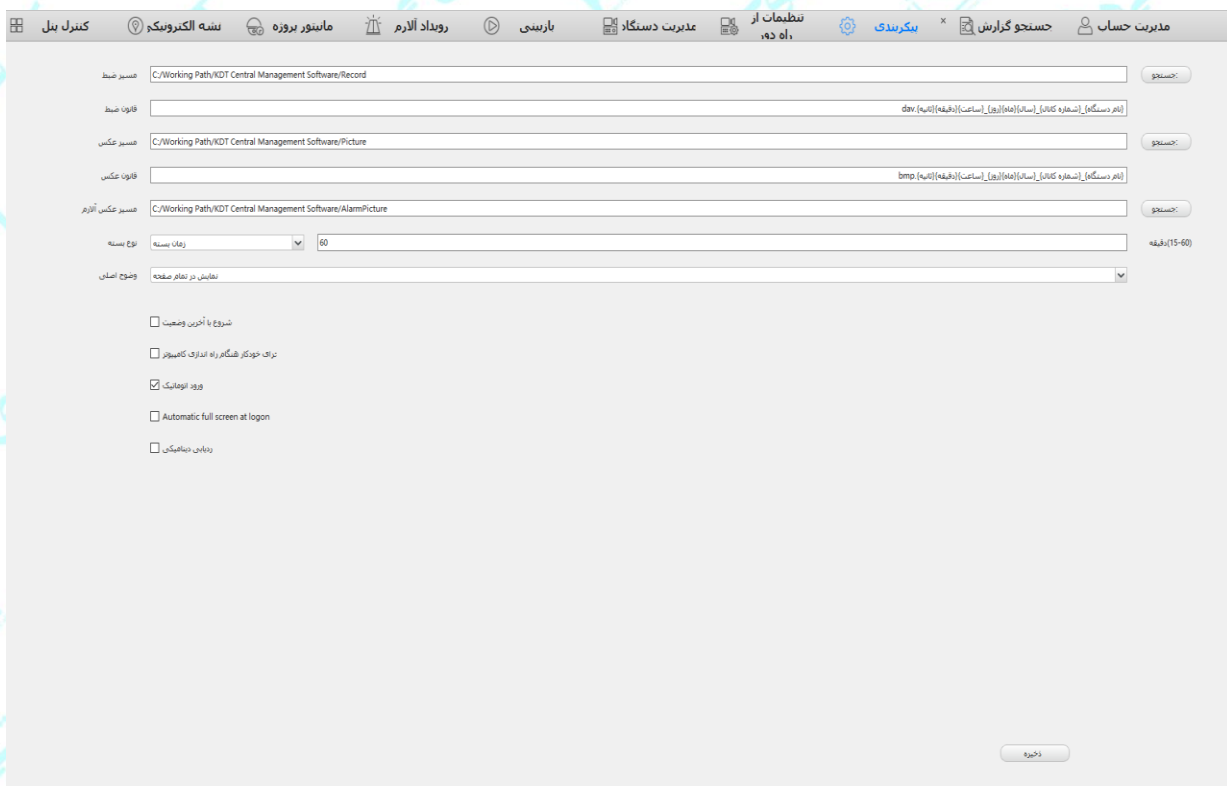 مدیریت حساب
جستجو گزارش
×
پیکربندی
تنظیمات از راه دور
مدیریت دستگاه
بازبینی
رویداد آلارم
مانیتور پروژه
نشه الکترونیکی
کنترل پنل
مسیر ضبط C:/Working Path/KDT Central Management Software/Record جستجو:
قانون ضبط {نام دستگاه}_{شماره کانال}_{سال}{ماه}{روز}_{ساعت}{دقیقه}{ثانیه}.dav
مسیر عکس C:/Working Path/KDT Central Management Software/Picture جستجو:
قانون عکس {نام دستگاه}_{شماره کانال}_{سال}{ماه}{روز}_{ساعت}{دقیقه}{ثانیه}.bmp
مسیر عکس آلارم C:/Working Path/KDT Central Management Software/AlarmPicture جستجو:
نوع بسته زمان بسته 60 دقیقه(15-60)
وضوح اصلی نمایش در تمام صفحه
شروع با آخرین وضعیت
برای خودکار هنگام راه اندازی کامپیوتر
ورود اتوماتیک
Automatic full screen at logon
ردیابی دینامیکی
ذخیره